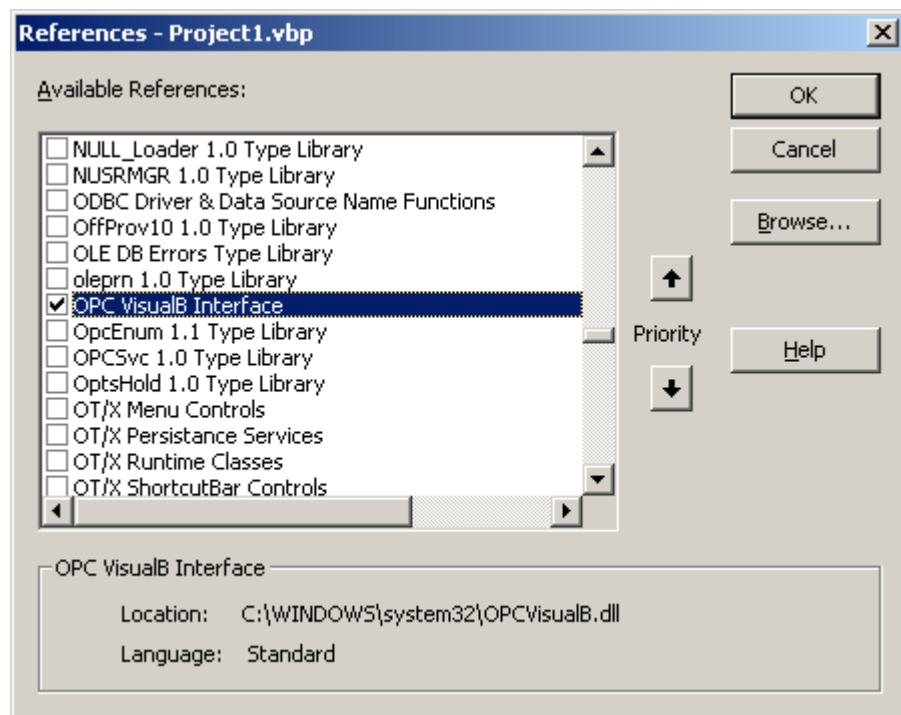 References - Project1.vbp
Available References:
NULL_Loader 1.0 Type Library
NUSRMGR 1.0 Type Library
ODBC Driver & Data Source Name Functions
OffProv10 1.0 Type Library
OLE DB Errors Type Library
oleprn 1.0 Type Library
OPC VisualB Interface
OpcEnum 1.1 Type Library
OPCSvc 1.0 Type Library
OptsHold 1.0 Type Library
OT/X Menu Controls
OT/X Persistance Services
OT/X Runtime Classes
OT/X ShortcutBar Controls
Priority
OK
Cancel
Browse...
Help
OPC VisualB Interface
Location: C:\WINDOWS\system32\OPCVisualB.dll
Language: Standard